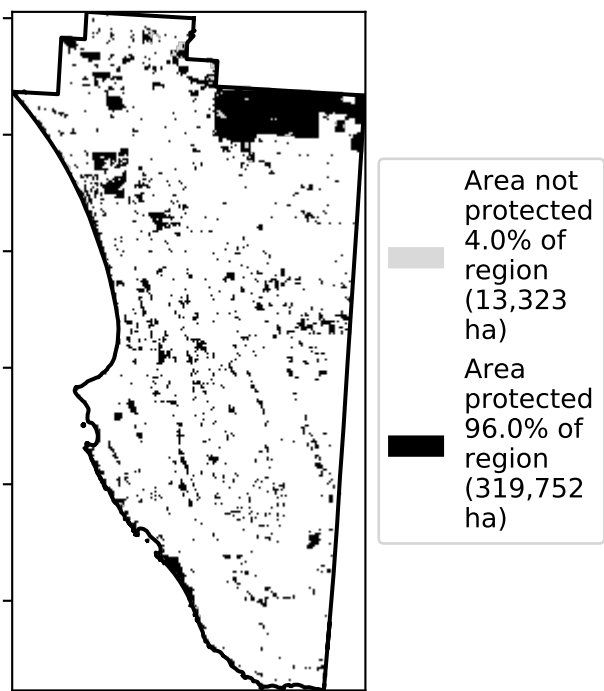 Area not
protected
4.0% of
region
(13,323
ha)
Area
protected
96.0% of
region
(319,752
ha)